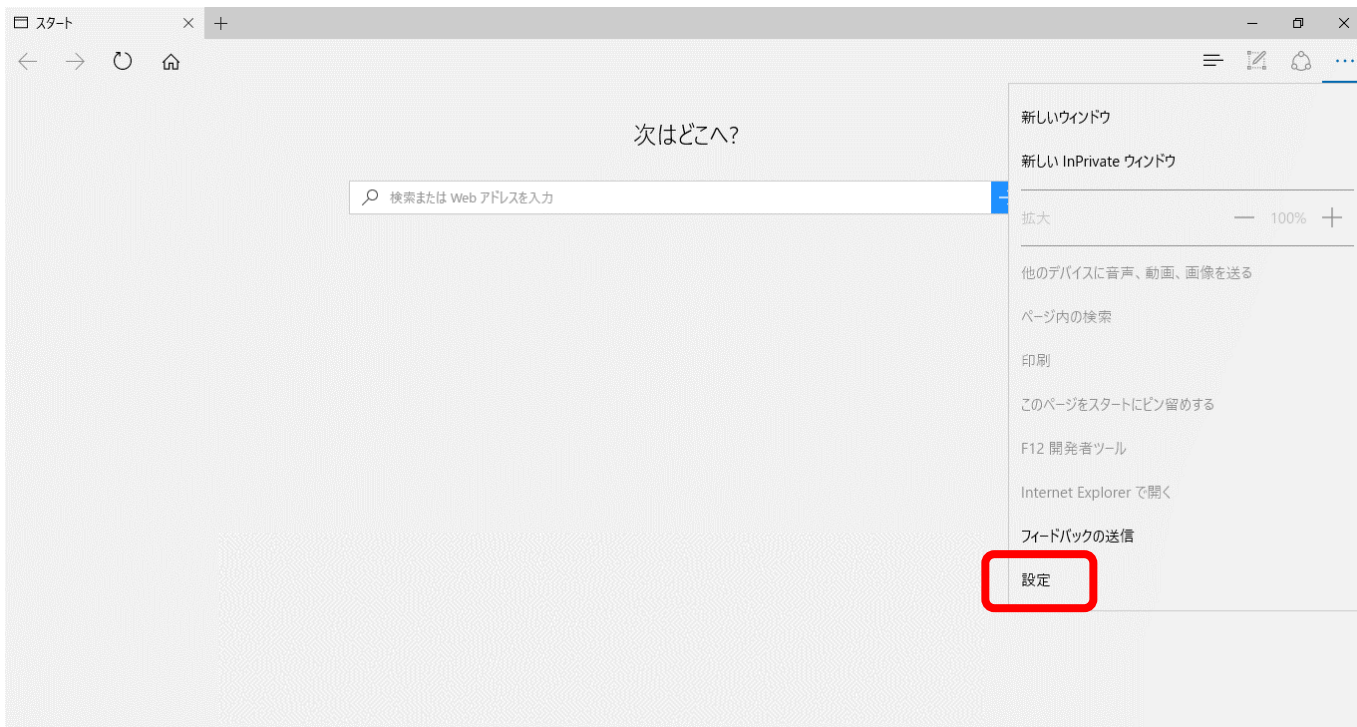 スタート
次はどこへ?
検索または Web アドレスを入力
新しいウィンドウ
新しい InPrivate ウィンドウ
拡大 100%
他のデバイスに音声、動画、画像を送る
ページ内の検索
印刷
このページをスタートにピン留めする
F12 開発者ツール
Internet Explorer で開く
フィードバックの送信
設定